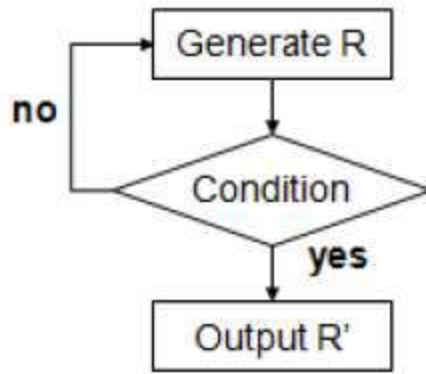 Generate R
no
Condition
yes
Output R'